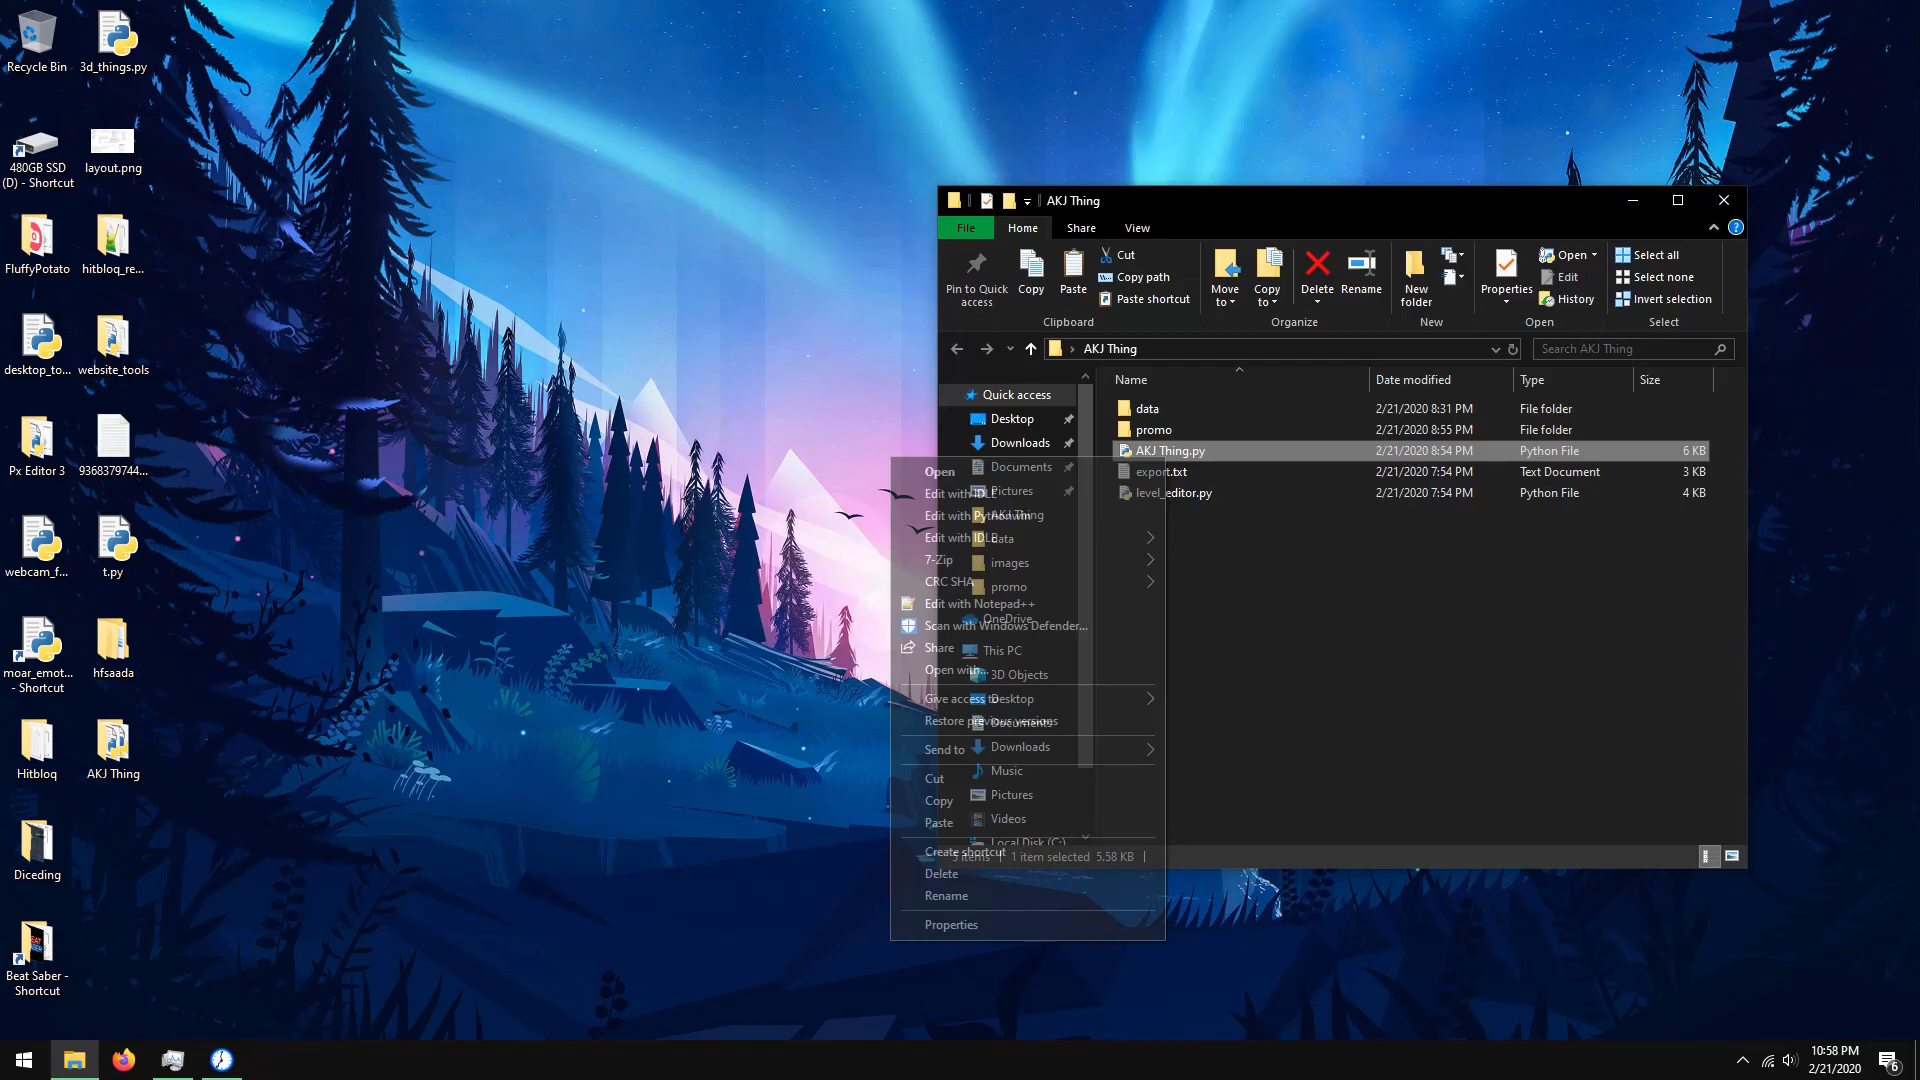 Recycle Bin
3d_things.py
480GB SSD
(D) - Shortcut
layout.png
FluffyPotato
hitbloq_re...
desktop_to...
website_tools
Px Editor 3
9368379744...
webcam_f...
t.py
moar_emot...
- Shortcut
hfsaada
Hitbloq
AKJ Thing
Diceding
Beat Saber -
Shortcut
AKJ Thing
File
Home
Share
View
Pin to Quick
access
Copy
Paste
Cut
Copy path
Paste shortcut
Clipboard
Move
to
Copy
to
Delete
Rename
Organize
New
folder
New
Properties
Open
Edit
History
Open
Select all
Select none
Invert selection
Select
AKJ Thing
Search AKJ Thing
Name
Date modified
Type
Size
data
2/21/2020 8:31 PM
File folder
promo
2/21/2020 8:55 PM
File folder
AKJ Thing.py
2/21/2020 8:54 PM
Python File
6 KB
export.txt
2/21/2020 7:54 PM
Text Document
3 KB
level_editor.py
2/21/2020 7:54 PM
Python File
4 KB
Quick access
Desktop
Downloads
Documents
Pictures
AKJ Thing
data
images
promo
OneDrive
This PC
3D Objects
Desktop
Documents
Downloads
Music
Pictures
Videos
Local Disk (C:)
5 items
1 item selected
5.58 KB
Open
Edit with IDLE
Edit with Pythonwin
Edit with IDLE
7-Zip
CRC SHA
Edit with Notepad++
Scan with Windows Defender...
Share
Open with...
Give access to
Restore previous versions
Send to
Cut
Copy
Paste
Create shortcut
Delete
Rename
Properties
10:58 PM
2/21/2020
6